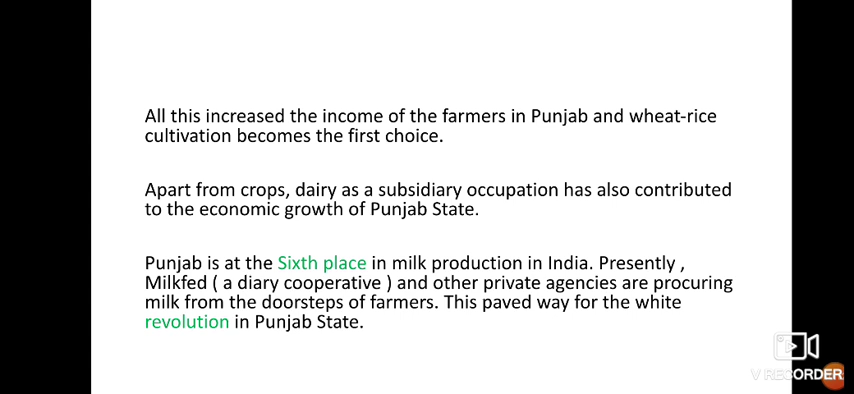 All this increased the income of the farmers in Punjab and wheat-rice
cultivation becomes the first choice.
Apart from crops, dairy as a subsidiary occupation has also contributed
to the economic growth of Punjab State.
Punjab is at the Sixth place in milk production in India. Presently ,
Milkfed ( a diary cooperative ) and other private agencies are procuring
milk from the doorsteps of farmers. This paved way for the white
revolution in Punjab State.
V RECORDER